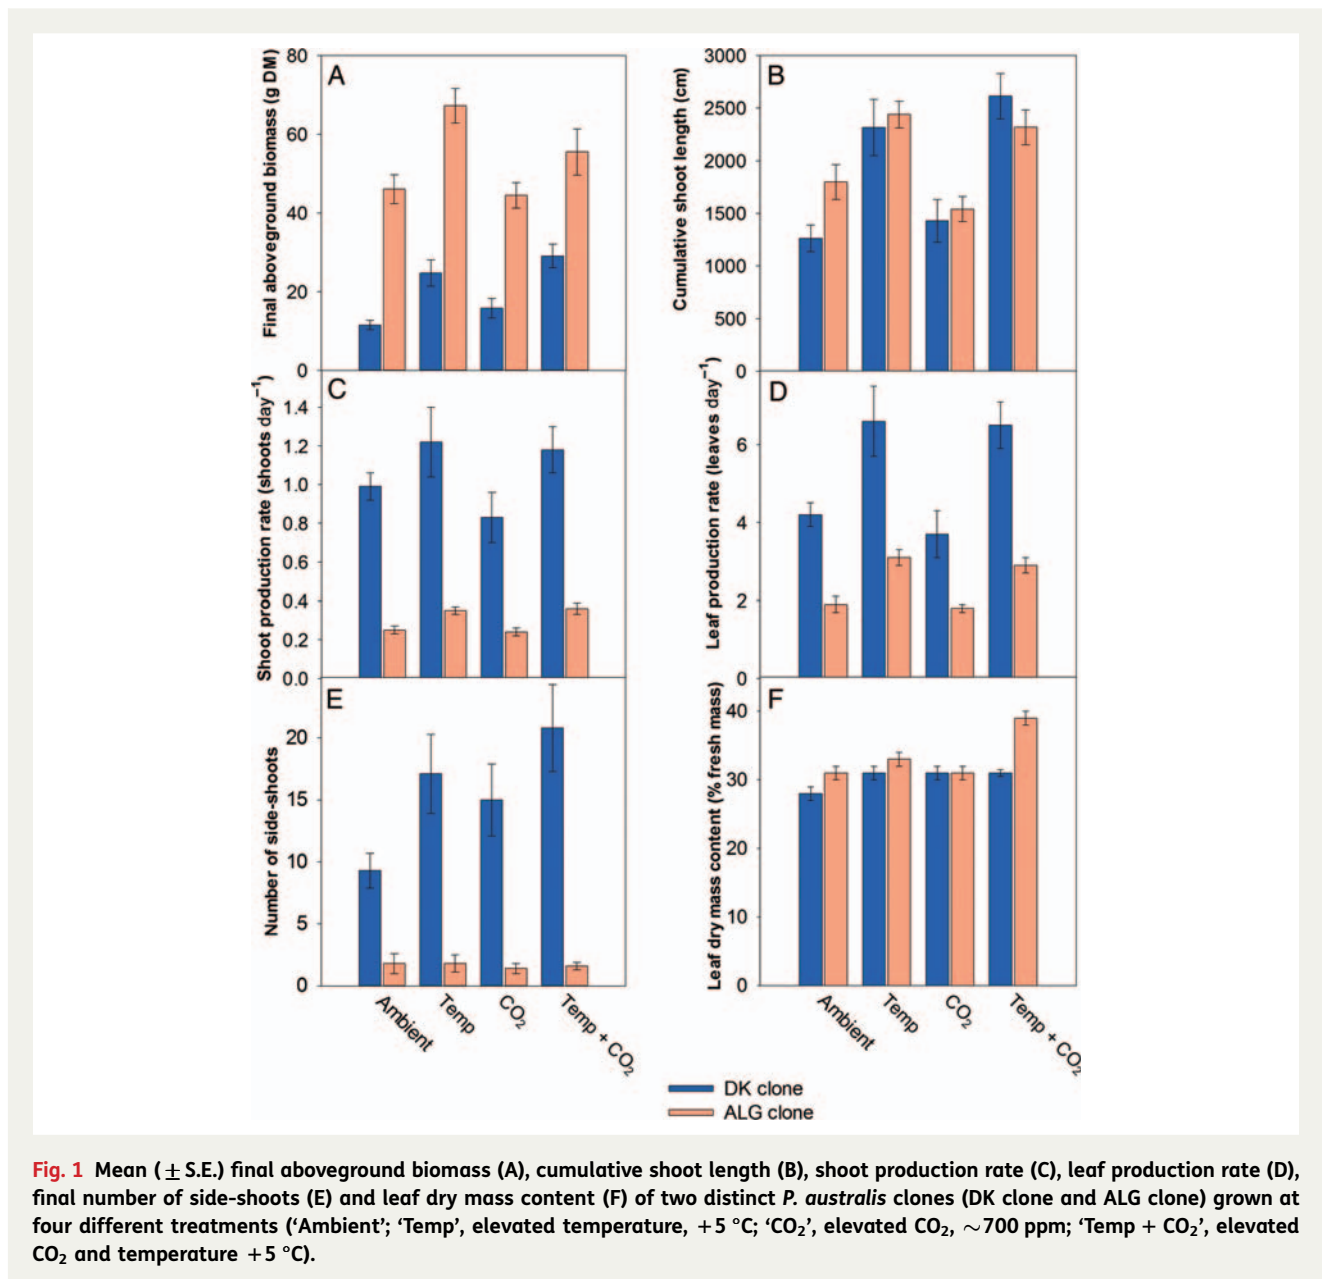 A
Final aboveground biomass (g DM)
80
60
40
20
0
B
Cumulative shoot length (cm)
3000
2500
2000
1500
1000
500
0
C
Shoot production rate (shoots day⁻¹)
1.4
1.2
1.0
0.8
0.6
0.4
0.2
0.0
D
Leaf production rate (leaves day⁻¹)
6
4
2
0
E
Number of side-shoots
20
15
10
5
0
F
Leaf dry mass content (% fresh mass)
40
30
20
10
0
Ambient
Temp
CO₂
Temp + CO₂
Ambient
Temp
CO₂
Temp + CO₂
DK clone
ALG clone
Fig. 1 Mean (± S.E.) final aboveground biomass (A), cumulative shoot length (B), shoot production rate (C), leaf production rate (D),
final number of side-shoots (E) and leaf dry mass content (F) of two distinct P. australis clones (DK clone and ALG clone) grown at
four different treatments (‘Ambient’; ‘Temp’, elevated temperature, +5 °C; ‘CO₂’, elevated CO₂, ∼700 ppm; ‘Temp + CO₂’, elevated
CO₂ and temperature +5 °C).